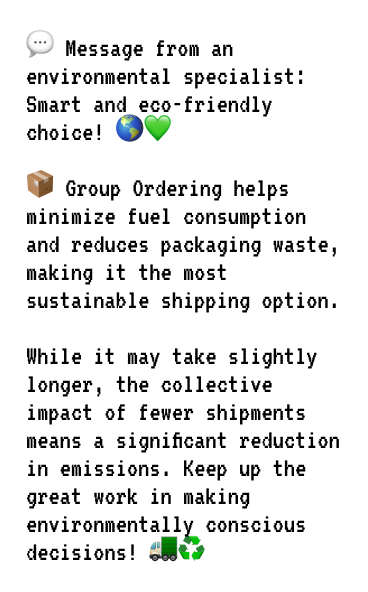 💬 Message from an
environmental specialist:
Smart and eco-friendly
choice! 🌎💚
📦 Group Ordering helps
minimize fuel consumption
and reduces packaging waste,
making it the most
sustainable shipping option.
While it may take slightly
longer, the collective
impact of fewer shipments
means a significant reduction
in emissions. Keep up the
great work in making
environmentally conscious
decisions! 🚛♻️